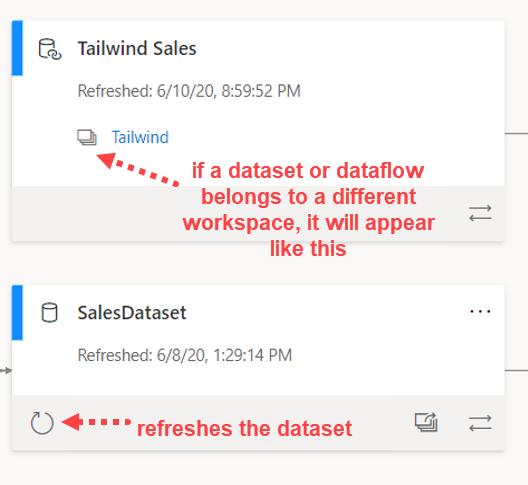 Tailwind Sales
Refreshed: 6/10/20, 8:59:52 PM
Tailwind
if a dataset or dataflow
belongs to a different
workspace, it will appear
like this
SalesDataset
Refreshed: 6/8/20, 1:29:14 PM
refreshes the dataset